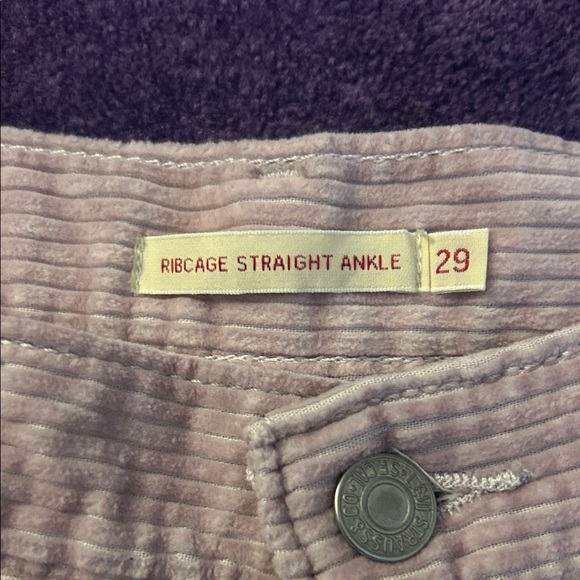 RIBCAGE STRAIGHT ANKLE 29
LEVI STRAUSS & CO.